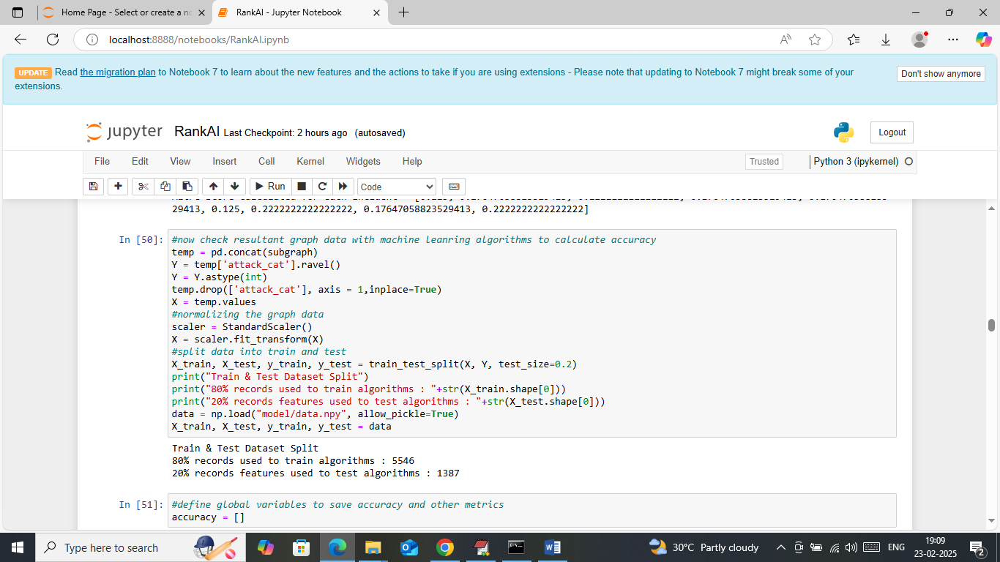 Home Page - Select or create a no
RankAI - Jupyter Notebook
localhost:8888/notebooks/RankAI.ipynb
UPDATE Read the migration plan to Notebook 7 to learn about the new features and the actions to take if you are using extensions - Please note that updating to Notebook 7 might break some of your
extensions.
Don't show anymore
jupyter RankAI Last Checkpoint: 2 hours ago (autosaved)
Logout
File Edit View Insert Cell Kernel Widgets Help
Trusted
Python 3 (ipykernel)
Run
Code
29413, 0.125, 0.2222222222222222, 0.17647058823529413, 0.2222222222222222]
In [50]:
#now check resultant graph data with machine leanring algorithms to calculate accuracy
temp = pd.concat(subgraph)
Y = temp['attack_cat'].ravel()
Y = Y.astype(int)
temp.drop(['attack_cat'], axis = 1,inplace=True)
X = temp.values
#normalizing the graph data
scaler = StandardScaler()
X = scaler.fit_transform(X)
#split data into train and test
X_train, X_test, y_train, y_test = train_test_split(X, Y, test_size=0.2)
print("Train & Test Dataset Split")
print("80% records used to train algorithms : "+str(X_train.shape[0]))
print("20% records features used to test algorithms : "+str(X_test.shape[0]))
data = np.load("model/data.npy", allow_pickle=True)
X_train, X_test, y_train, y_test = data
Train & Test Dataset Split
80% records used to train algorithms : 5546
20% records features used to test algorithms : 1387
In [51]:
#define global variables to save accuracy and other metrics
accuracy = []
Type here to search
30°C Partly cloudy
ENG
19:09
23-02-2025
2